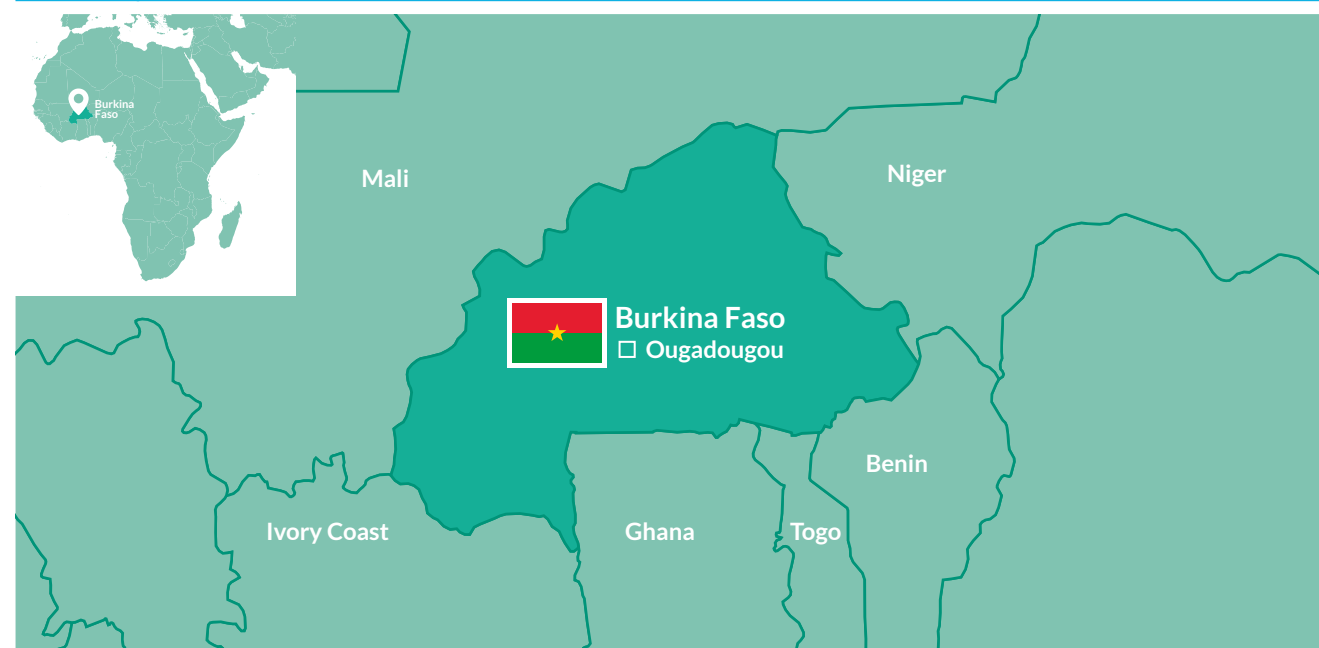 Burkina
Faso
Mali
Niger
Burkina Faso
Ougadougou
Benin
Ivory Coast
Ghana
Togo